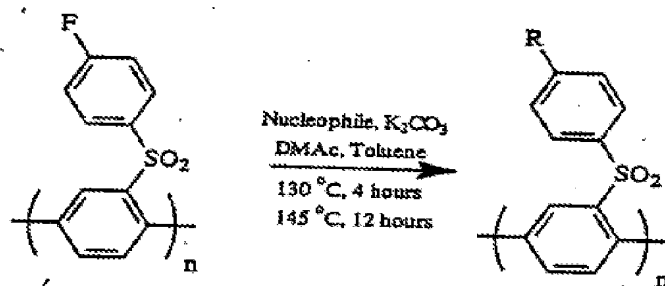 F
SO₂
n
Nucleophile, K₂CO₃
DMAc, Toluene
130 °C, 4 hours
145 °C, 12 hours
R
SO₂
n